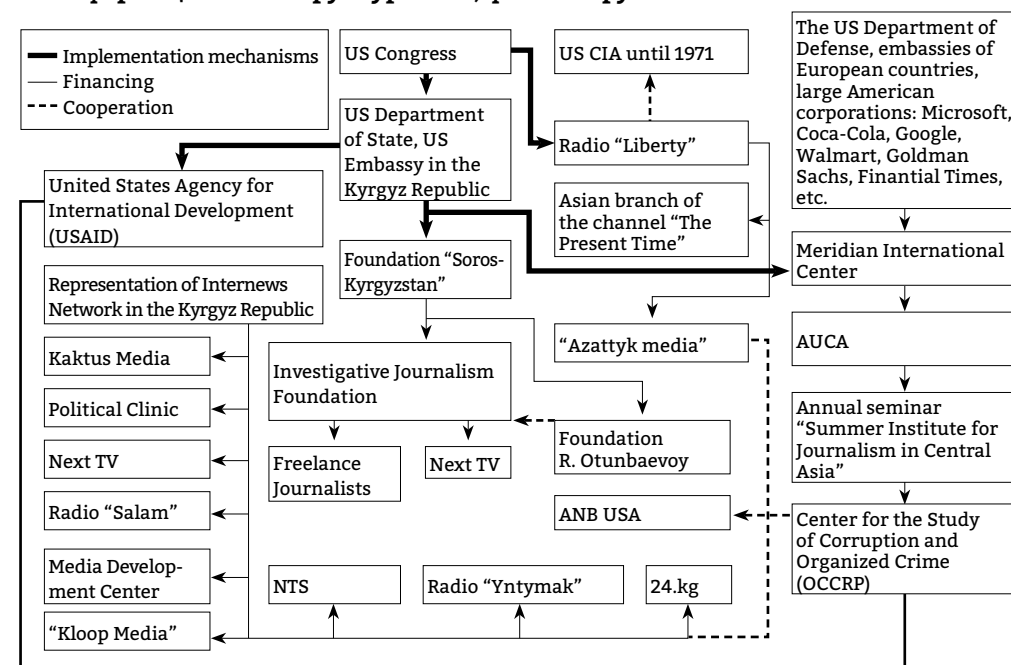 Implementation mechanisms
Financing
Cooperation
US Congress
US CIA until 1971
The US Department of
Defense, embassies of
European countries,
large American
corporations: Microsoft,
Coca-Cola, Google,
Walmart, Goldman
Sachs, Finantial Times,
etc.
US Department
of State, US
Embassy in the
Kyrgyz Republic
Radio “Liberty”
United States Agency for
International Development
(USAID)
Asian branch of
the channel “The
Present Time”
Foundation “Soros-
Kyrgyzstan”
Meridian International
Center
Representation of Internews
Network in the Kyrgyz Republic
“Azattyk media”
AUCA
Kaktus Media
Investigative Journalism
Foundation
Political Clinic
Annual seminar
“Summer Institute for
Journalism in Central
Asia”
Foundation
R. Otunbaevoy
Next TV
Freelance
Journalists
Next TV
Radio “Salam”
ANB USA
Center for the Study
of Corruption and
Organized Crime
(OCCRP)
Media Develop-
ment Center
NTS
Radio “Yntymak”
24.kg
“Kloop Media”